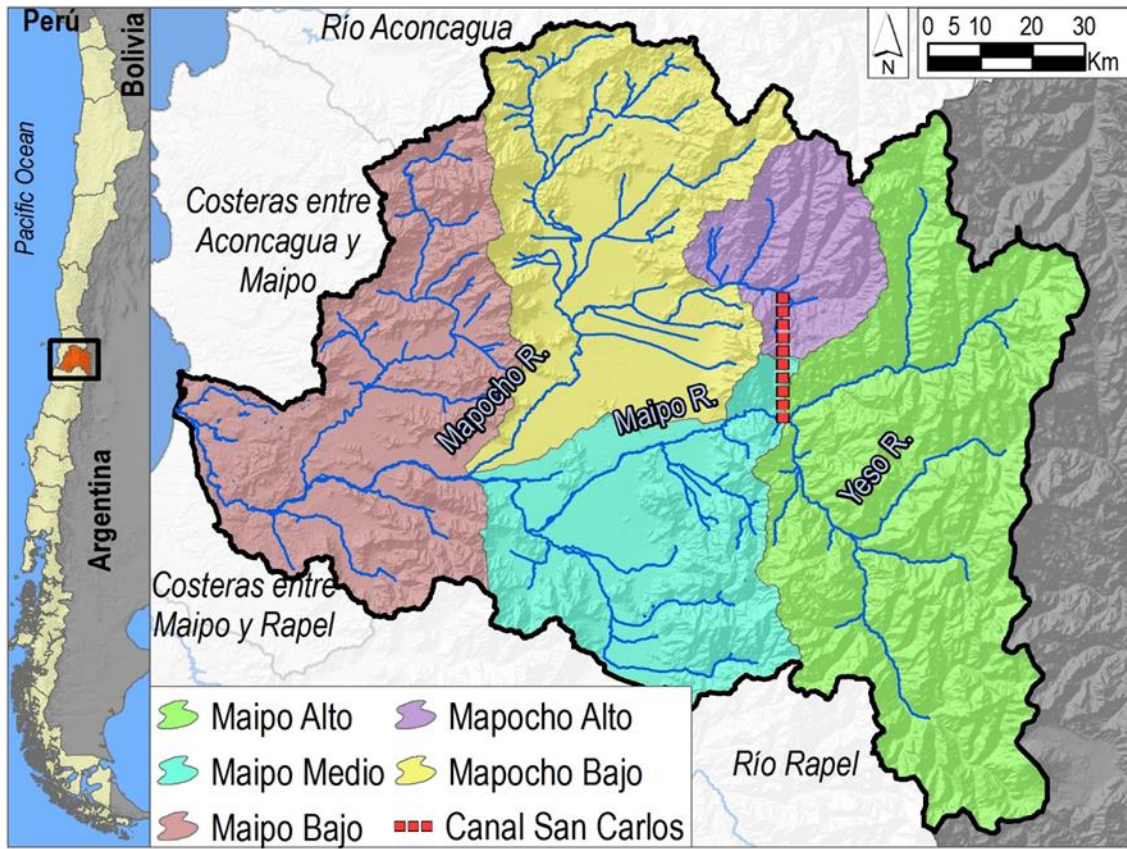 Perú
Bolivia
Pacific Ocean
Argentina
Río Aconcagua
N
0 5 10 20 30
Km
Costeras entre
Aconcagua y
Maipo
Mapocho R.
Maipo R.
Yeso R.
Costeras entre
Maipo y Rapel
Río Rapel
Maipo Alto
Mapocho Alto
Maipo Medio
Mapocho Bajo
Maipo Bajo
Canal San Carlos